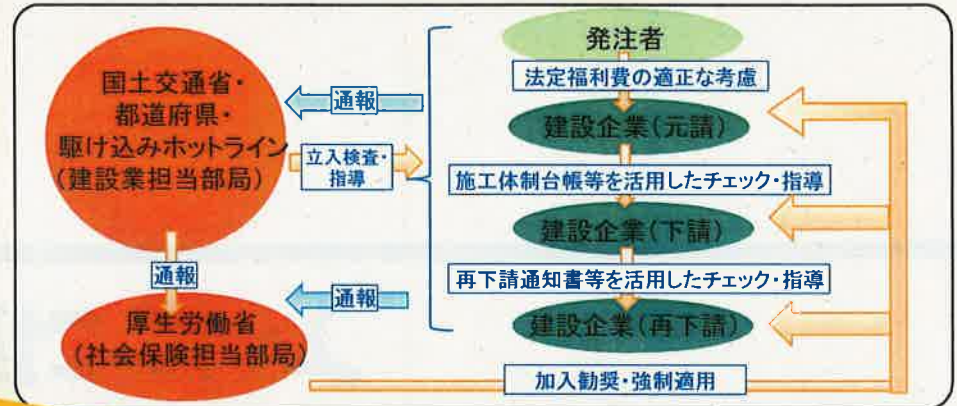 国土交通省・
都道府県・
駆け込みホットライン
(建設業担当部局)
通報
立入検査・
指導
通報
厚生労働省
(社会保険担当部局)
通報
発注者
法定福利費の適正な考慮
建設企業(元請)
施工体制台帳等を活用したチェック・指導
建設企業(下請)
再下請通知書等を活用したチェック・指導
建設企業(再下請)
加入勧奨・強制適用